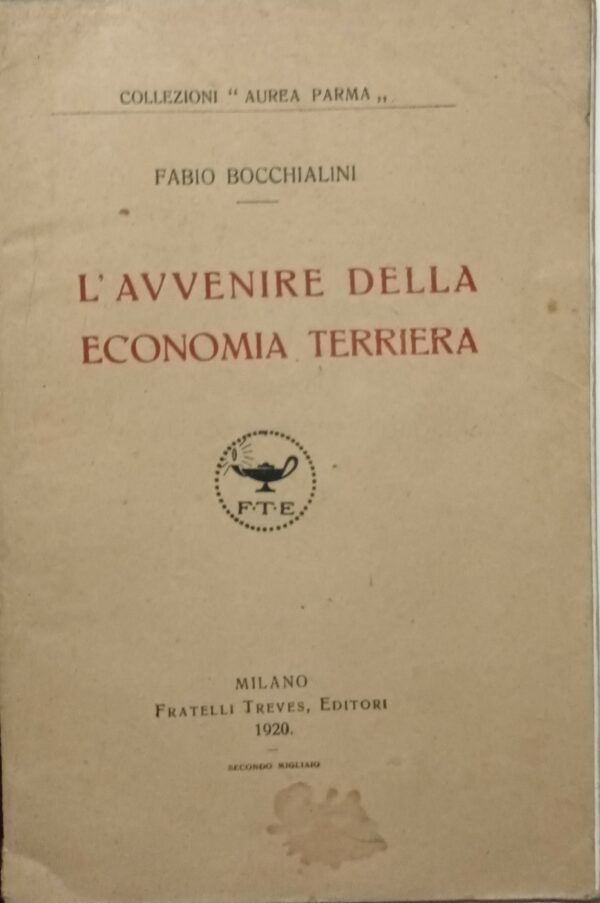 COLLEZIONI “ AUREA PARMA „
FABIO BOCCHIALINI
L' AVVENIRE DELLA
ECONOMIA TERRIERA
F·T·E
MILANO
FRATELLI TREVES, EDITORI
1920.
SECONDO MIGLIAIO